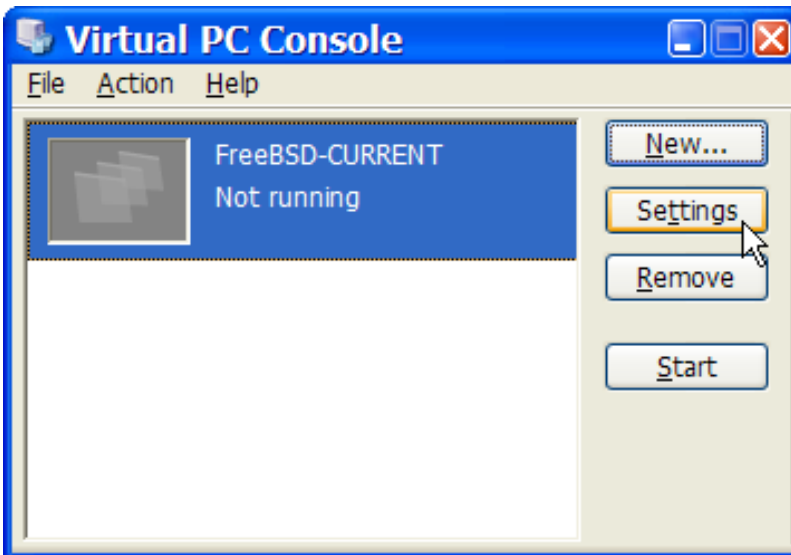 Virtual PC Console
File Action Help
FreeBSD-CURRENT
Not running
New...
Settings
Remove
Start